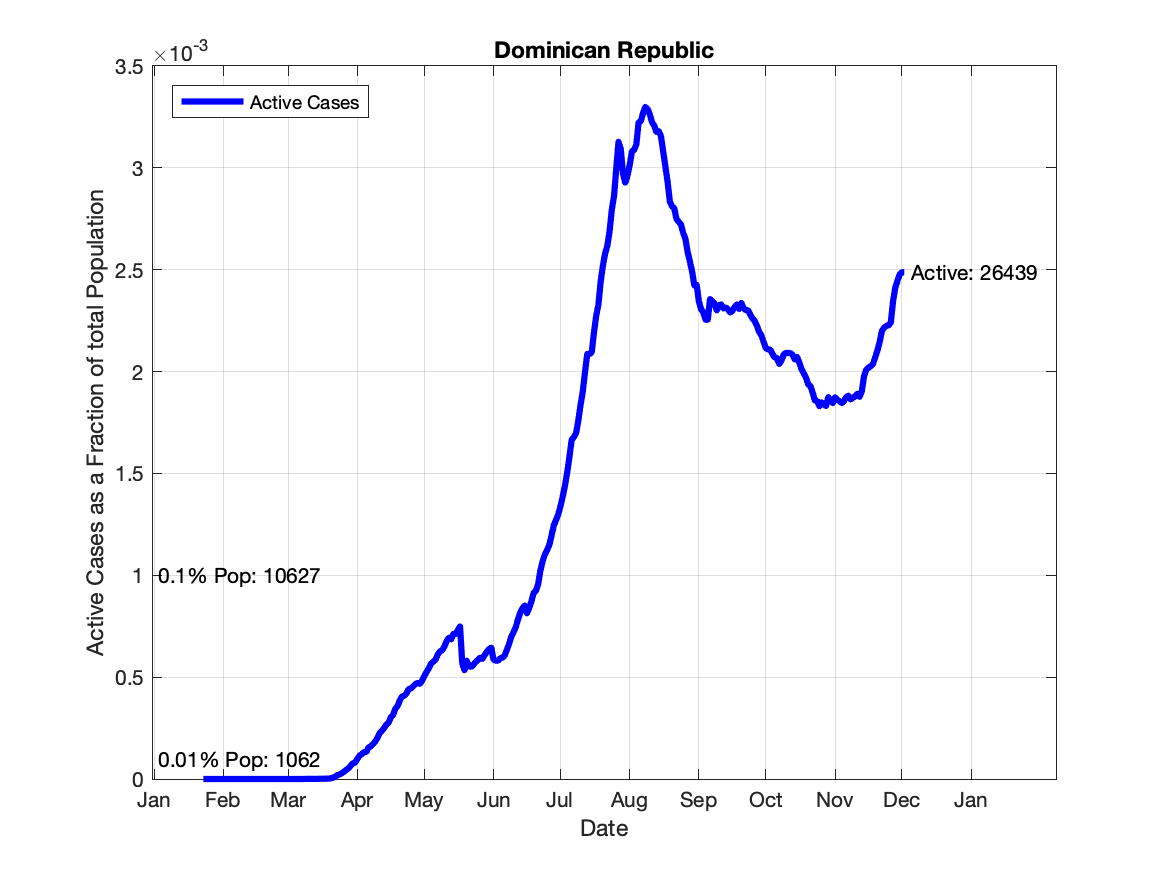 Dominican Republic
×10-3
3.5
3
2.5
2
1.5
1
0.5
0
Active Cases as a Fraction of total Population
Active Cases
Active: 26439
0.1% Pop: 10627
0.01% Pop: 1062
Jan Feb Mar Apr May Jun Jul Aug Sep Oct Nov Dec Jan
Date